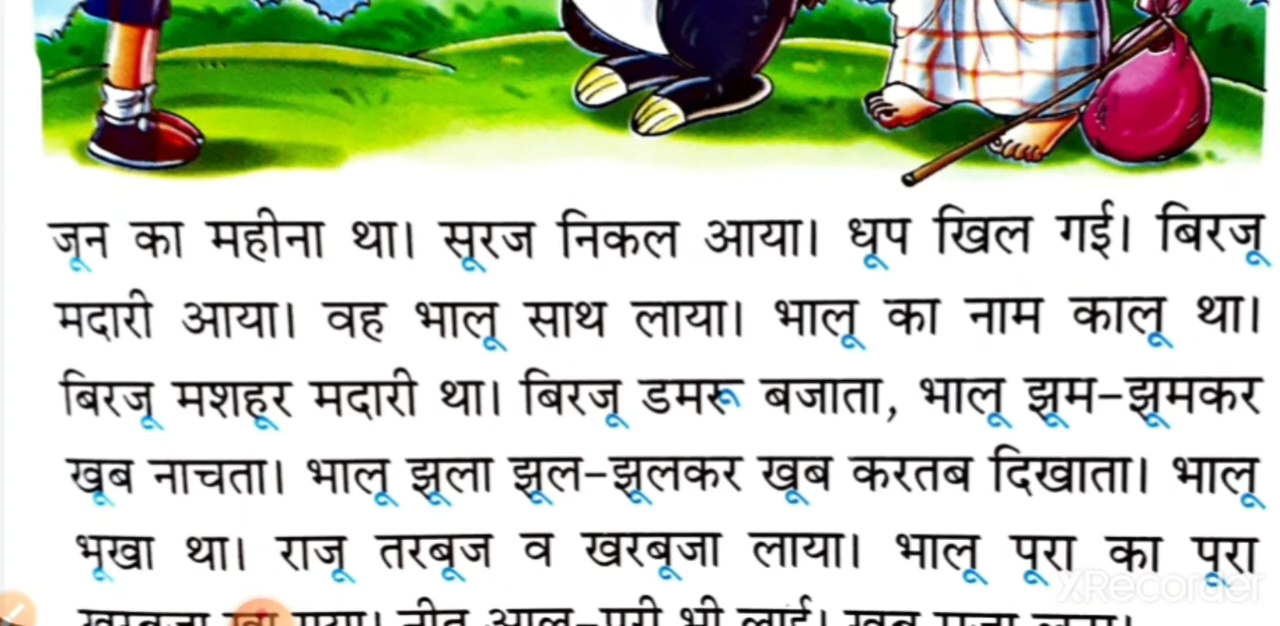 जून का महीना था। सूरज निकल आया। धूप खिल गई। बिरजू
मदारी आया। वह भालू साथ लाया। भालू का नाम कालू था।
बिरजू मशहूर मदारी था। बिरजू डमरू बजाता, भालू झूम-झूमकर
खूब नाचता। भालू झूला झूल-झूलकर खूब करतब दिखाता। भालू
भूखा था। राजू तरबूज व खरबूजा लाया। भालू पूरा का पूरा
XRecorder